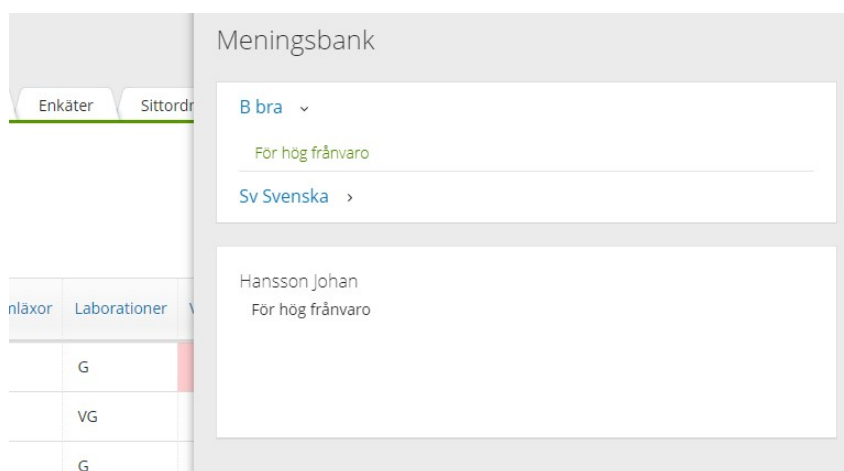 Meningsbank
Enkäter
B bra
För hög frånvaro
Sv Svenska
Hansson Johan
För hög frånvaro
Laborationer
G
VG
G